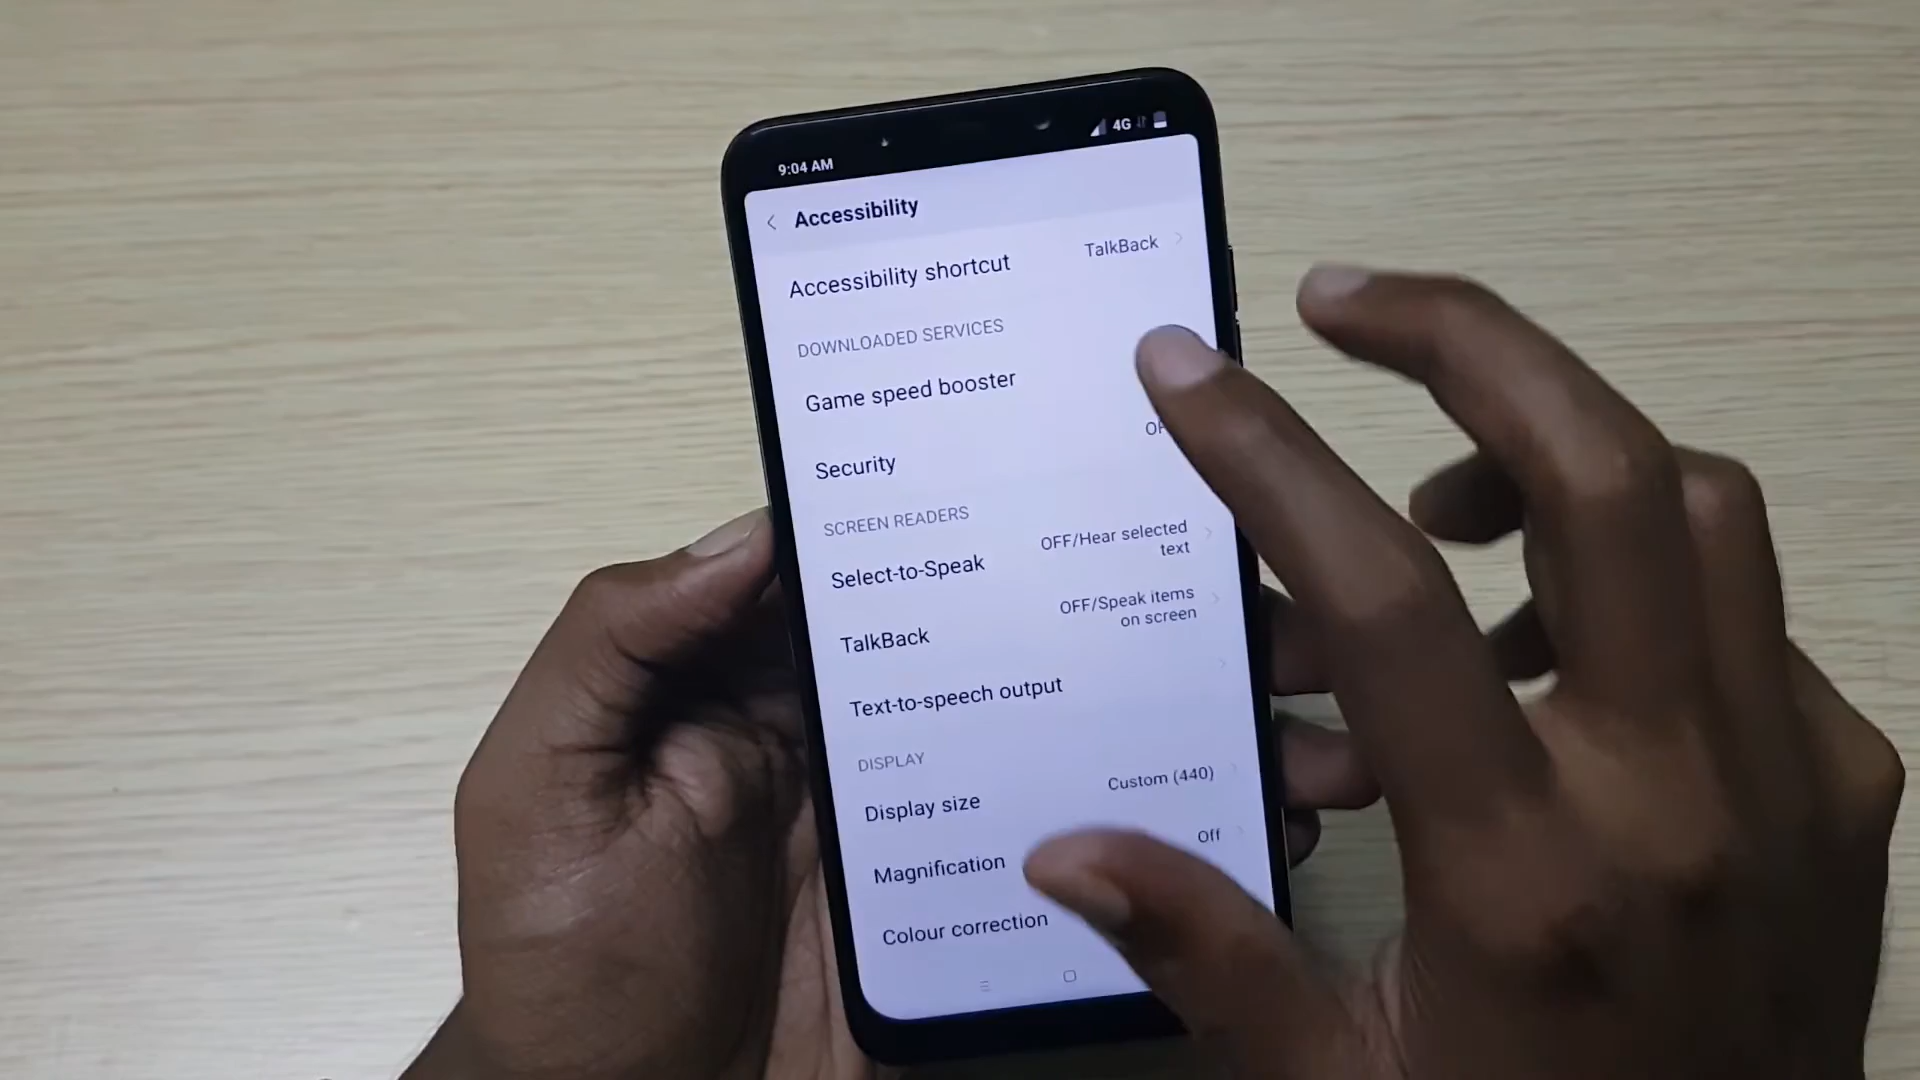 9:04 AM
4G
Accessibility
Accessibility shortcut
TalkBack
DOWNLOADED SERVICES
Game speed booster
Security
SCREEN READERS
Select-to-Speak
OFF/Hear selected
text
TalkBack
OFF/Speak items
on screen
Text-to-speech output
DISPLAY
Display size
Custom (440)
Magnification
Off
Colour correction